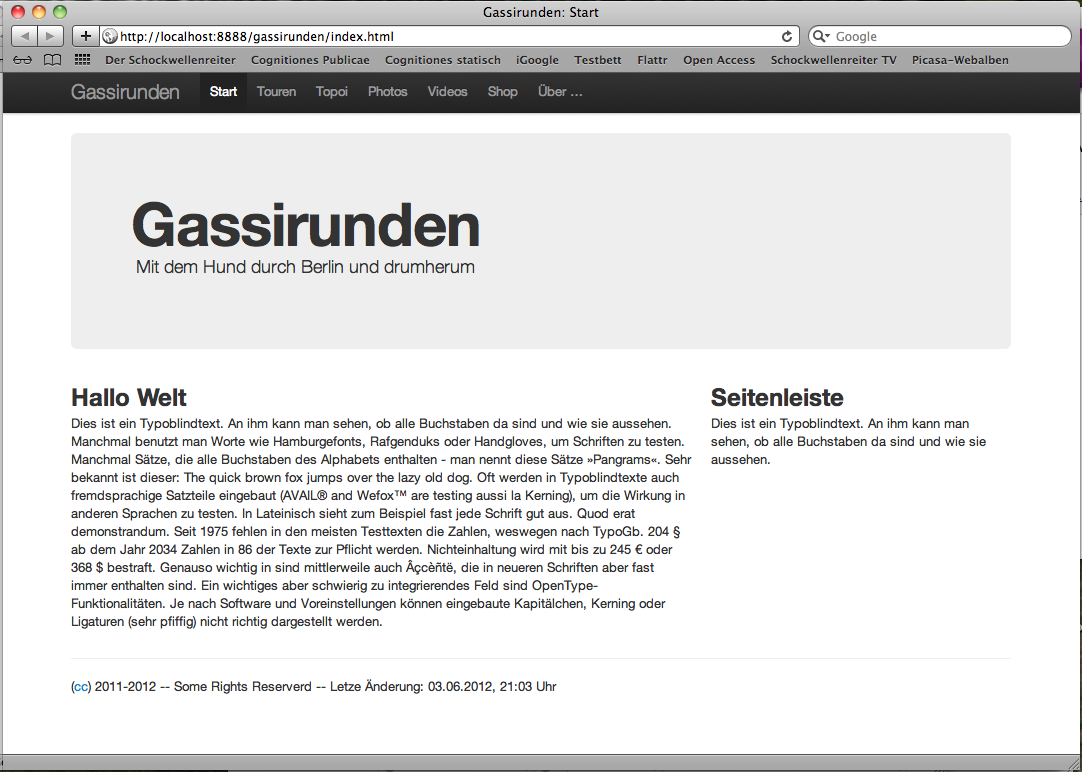 Gassirunden: Start
http://localhost:8888/gassirunden/index.html
Google
Der Schockwellenreiter Cognitiones Publicae Cognitiones statisch iGoogle Testbett Flattr Open Access Schockwellenreiter TV Picasa-Webalben
Gassirunden Start Touren Topoi Photos Videos Shop Über ...
Gassirunden
Mit dem Hund durch Berlin und drumherum
Hallo Welt
Dies ist ein Typoblindtext. An ihm kann man sehen, ob alle Buchstaben da sind und wie sie aussehen.
Manchmal benutzt man Worte wie Hamburgefonts, Rafgenduks oder Handgloves, um Schriften zu testen.
Manchmal Sätze, die alle Buchstaben des Alphabets enthalten - man nennt diese Sätze »Pangrams«. Sehr
bekannt ist dieser: The quick brown fox jumps over the lazy old dog. Oft werden in Typoblindtexte auch
fremdsprachige Satzteile eingebaut (AVAIL® and Wefox™ are testing aussi la Kerning), um die Wirkung in
anderen Sprachen zu testen. In Lateinisch sieht zum Beispiel fast jede Schrift gut aus. Quod erat
demonstrandum. Seit 1975 fehlen in den meisten Testtexten die Zahlen, weswegen nach TypoGb. 204 §
ab dem Jahr 2034 Zahlen in 86 der Texte zur Pflicht werden. Nichteinhaltung wird mit bis zu 245 € oder
368 $ bestraft. Genauso wichtig in sind mittlerweile auch Âçcèñtë, die in neueren Schriften aber fast
immer enthalten sind. Ein wichtiges aber schwierig zu integrierendes Feld sind OpenType-
Funktionalitäten. Je nach Software und Voreinstellungen können eingebaute Kapitälchen, Kerning oder
Ligaturen (sehr pfiffig) nicht richtig dargestellt werden.
Seitenleiste
Dies ist ein Typoblindtext. An ihm kann man
sehen, ob alle Buchstaben da sind und wie sie
aussehen.
(cc) 2011-2012 -- Some Rights Reserverd -- Letze Änderung: 03.06.2012, 21:03 Uhr